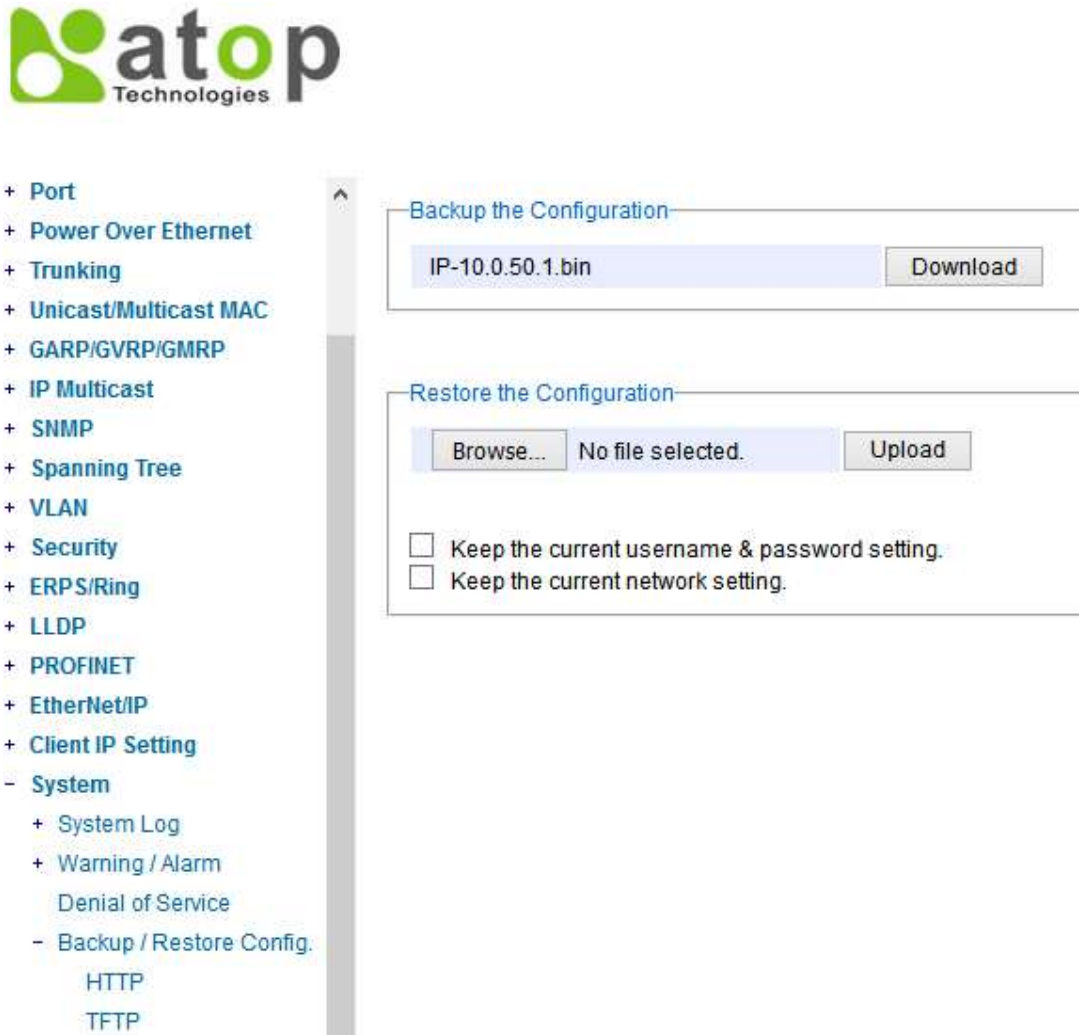 atop
Technologies
+ Port
+ Power Over Ethernet
+ Trunking
+ Unicast/Multicast MAC
+ GARP/GVRP/GMRP
+ IP Multicast
+ SNMP
+ Spanning Tree
+ VLAN
+ Security
+ ERPS/Ring
+ LLDP
+ PROFINET
+ EtherNet/IP
+ Client IP Setting
- System
+ System Log
+ Warning / Alarm
Denial of Service
- Backup / Restore Config.
HTTP
TFTP
Backup the Configuration
IP-10.0.50.1.bin Download
Restore the Configuration
Browse... No file selected. Upload
Keep the current username & password setting.
Keep the current network setting.